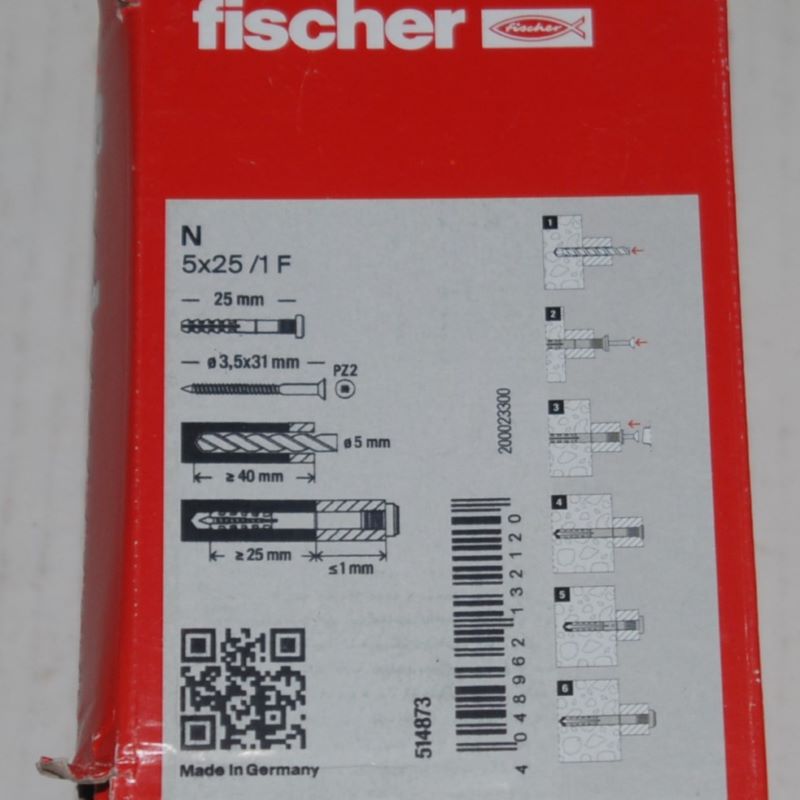 fischer fischer
N
5x25 /1 F
25 mm
ø 3,5x31 mm
PZ2
ø 5 mm
≥ 40 mm
≥ 25 mm
≤ 1 mm
Made in Germany
514873
200023300
4 048962 132120
1
2
3
4
5
6